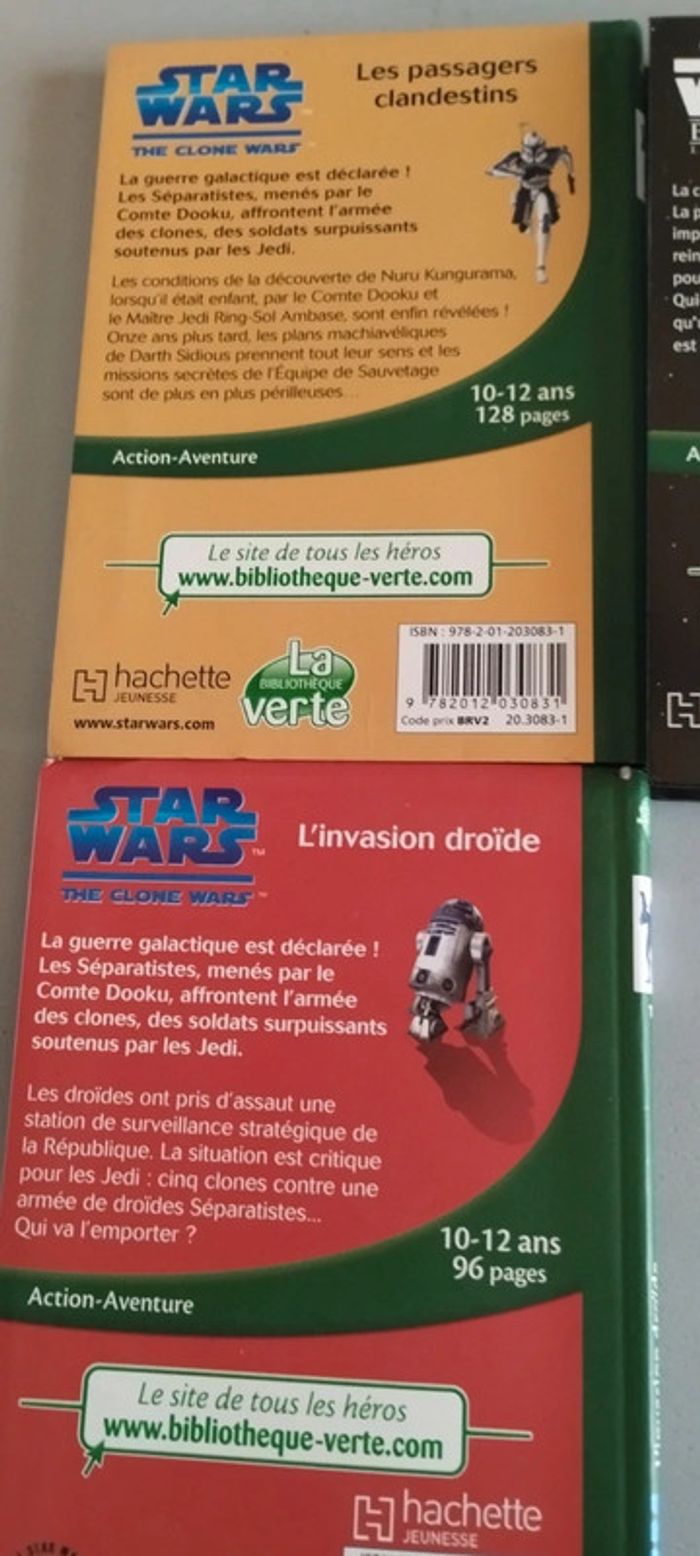 STAR
WARS
THE CLONE WARS
Les passagers
clandestins
La guerre galactique est déclarée !
Les Séparatistes, menés par le
Comte Dooku, affrontent l'armée
des clones, des soldats surpuissants
soutenus par les Jedi.
Les conditions de la découverte de Nuru Kungurama,
lorsqu'il était enfant, par le Comte Dooku et
le Maître Jedi Ring-Sol Ambase, sont enfin révélées !
Onze ans plus tard, les plans machiavéliques
de Darth Sidious prennent tout leur sens et les
missions secrètes de l'Équipe de Sauvetage
sont de plus en plus périlleuses...
10-12 ans
128 pages
Action-Aventure
Le site de tous les héros
www.bibliotheque-verte.com
hachette
JEUNESSE
www.starwars.com
La
BIBLIOTHÈQUE
verte
ISBN : 978-2-01-203083-1
9 782012 030831
Code prix BRV2 20.3083-1
STAR
WARS™
THE CLONE WARS™
L'invasion droïde
La guerre galactique est déclarée !
Les Séparatistes, menés par le
Comte Dooku, affrontent l'armée
des clones, des soldats surpuissants
soutenus par les Jedi.
Les droïdes ont pris d'assaut une
station de surveillance stratégique de
la République. La situation est critique
pour les Jedi : cinq clones contre une
armée de droïdes Séparatistes...
Qui va l'emporter ?
10-12 ans
96 pages
Action-Aventure
Le site de tous les héros
www.bibliotheque-verte.com
hachette
JEUNESSE
STAR
La
imp
rein
pou
Qui
qu'
est